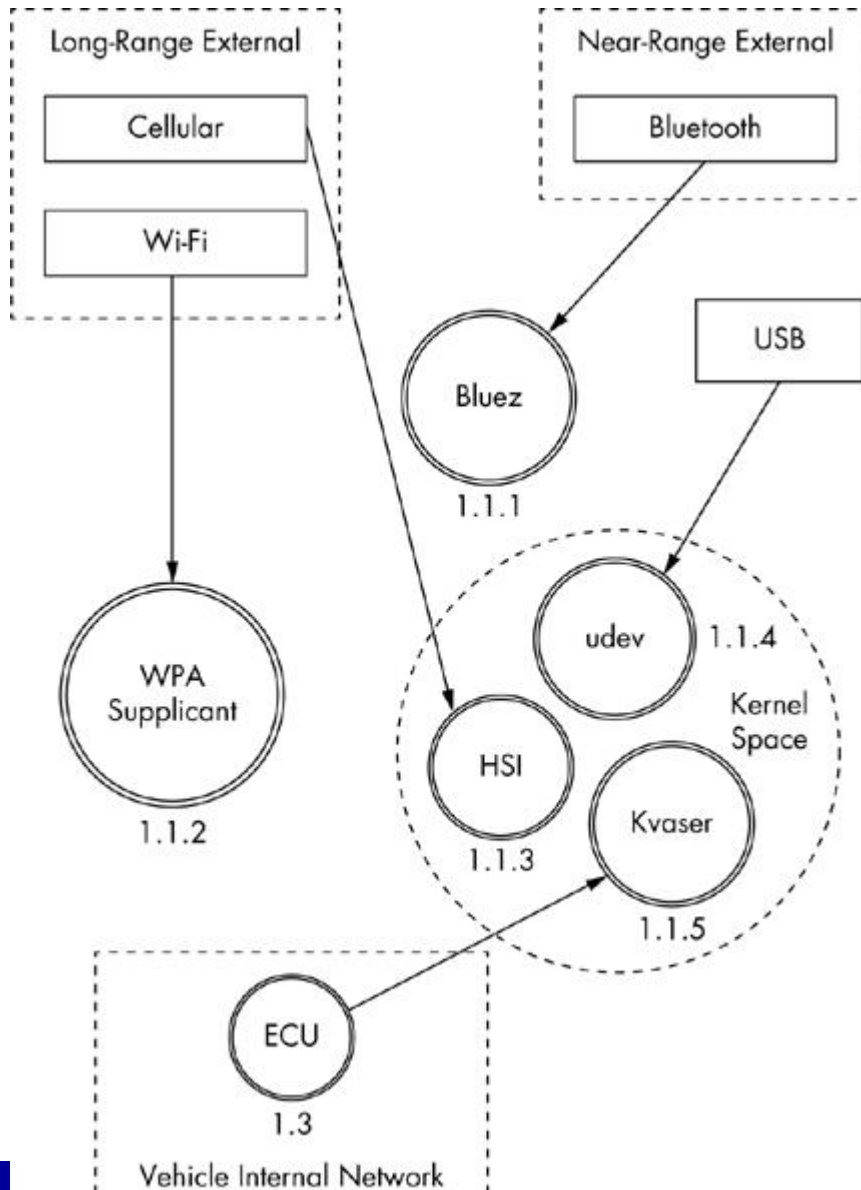 Long-Range External
Near-Range External
Cellular
Bluetooth
Wi-Fi
USB
Bluez
1.1.1
udev
1.1.4
WPA
Supplicant
1.1.2
Kernel
Space
HSI
1.1.3
Kvaser
1.1.5
ECU
1.3
Vehicle Internal Network